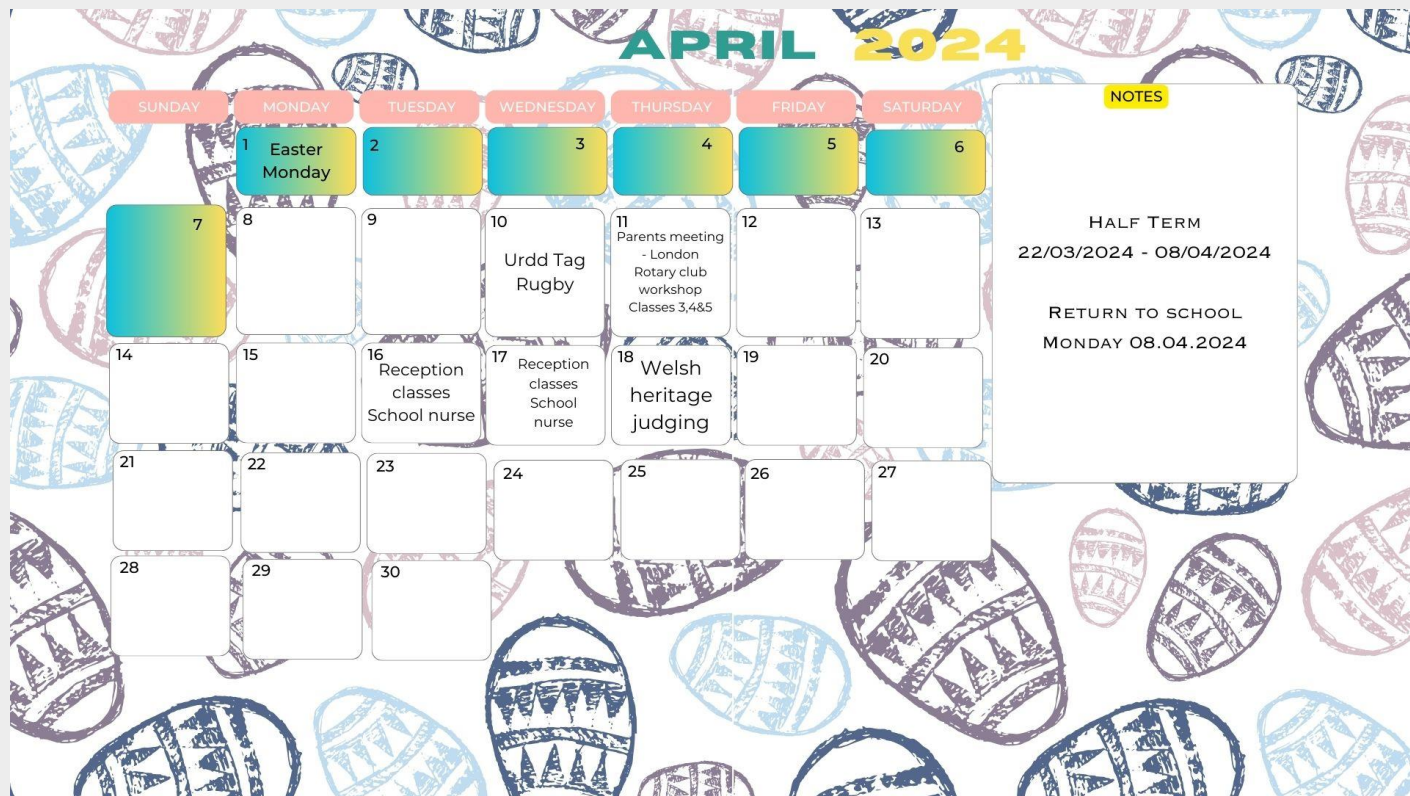 APRIL 2024
SUNDAY MONDAY TUESDAY WEDNESDAY THURSDAY FRIDAY SATURDAY
NOTES
1 Easter
Monday
2
3
4
5
6
7
8
9
10
Urdd Tag
Rugby
11
Parents meeting
- London
Rotary club
workshop
Classes 3,4&5
12
13
14
15
16
Reception
classes
School nurse
17
Reception
classes
School
nurse
18
Welsh
heritage
judging
19
20
21
22
23
24
25
26
27
28
29
30
HALF TERM
22/03/2024 - 08/04/2024
RETURN TO SCHOOL
MONDAY 08.04.2024